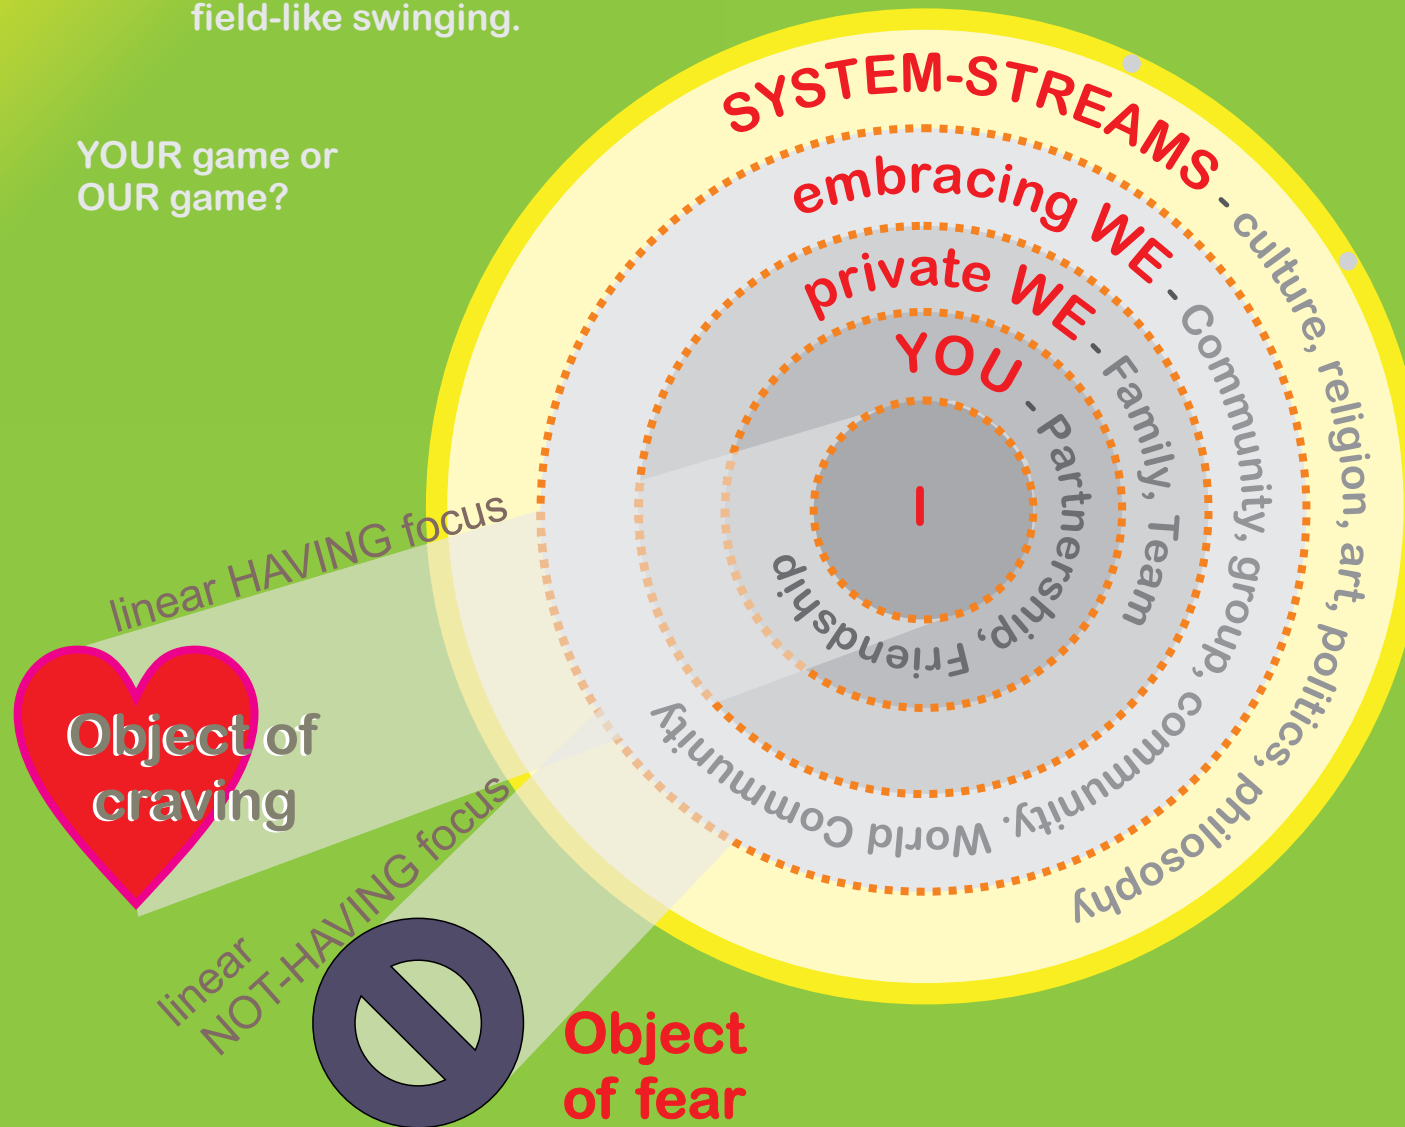 field-like swinging.
YOUR game or
OUR game?
SYSTEM-STREAMS - culture, religion, art, politics, philosophy
embracing WE - Community, group, community. World Community
private WE - Family, Team
YOU - Partnership, Friendship
I
linear HAVING focus
Object of
craving
linear
NOT-HAVING focus
Object
of fear